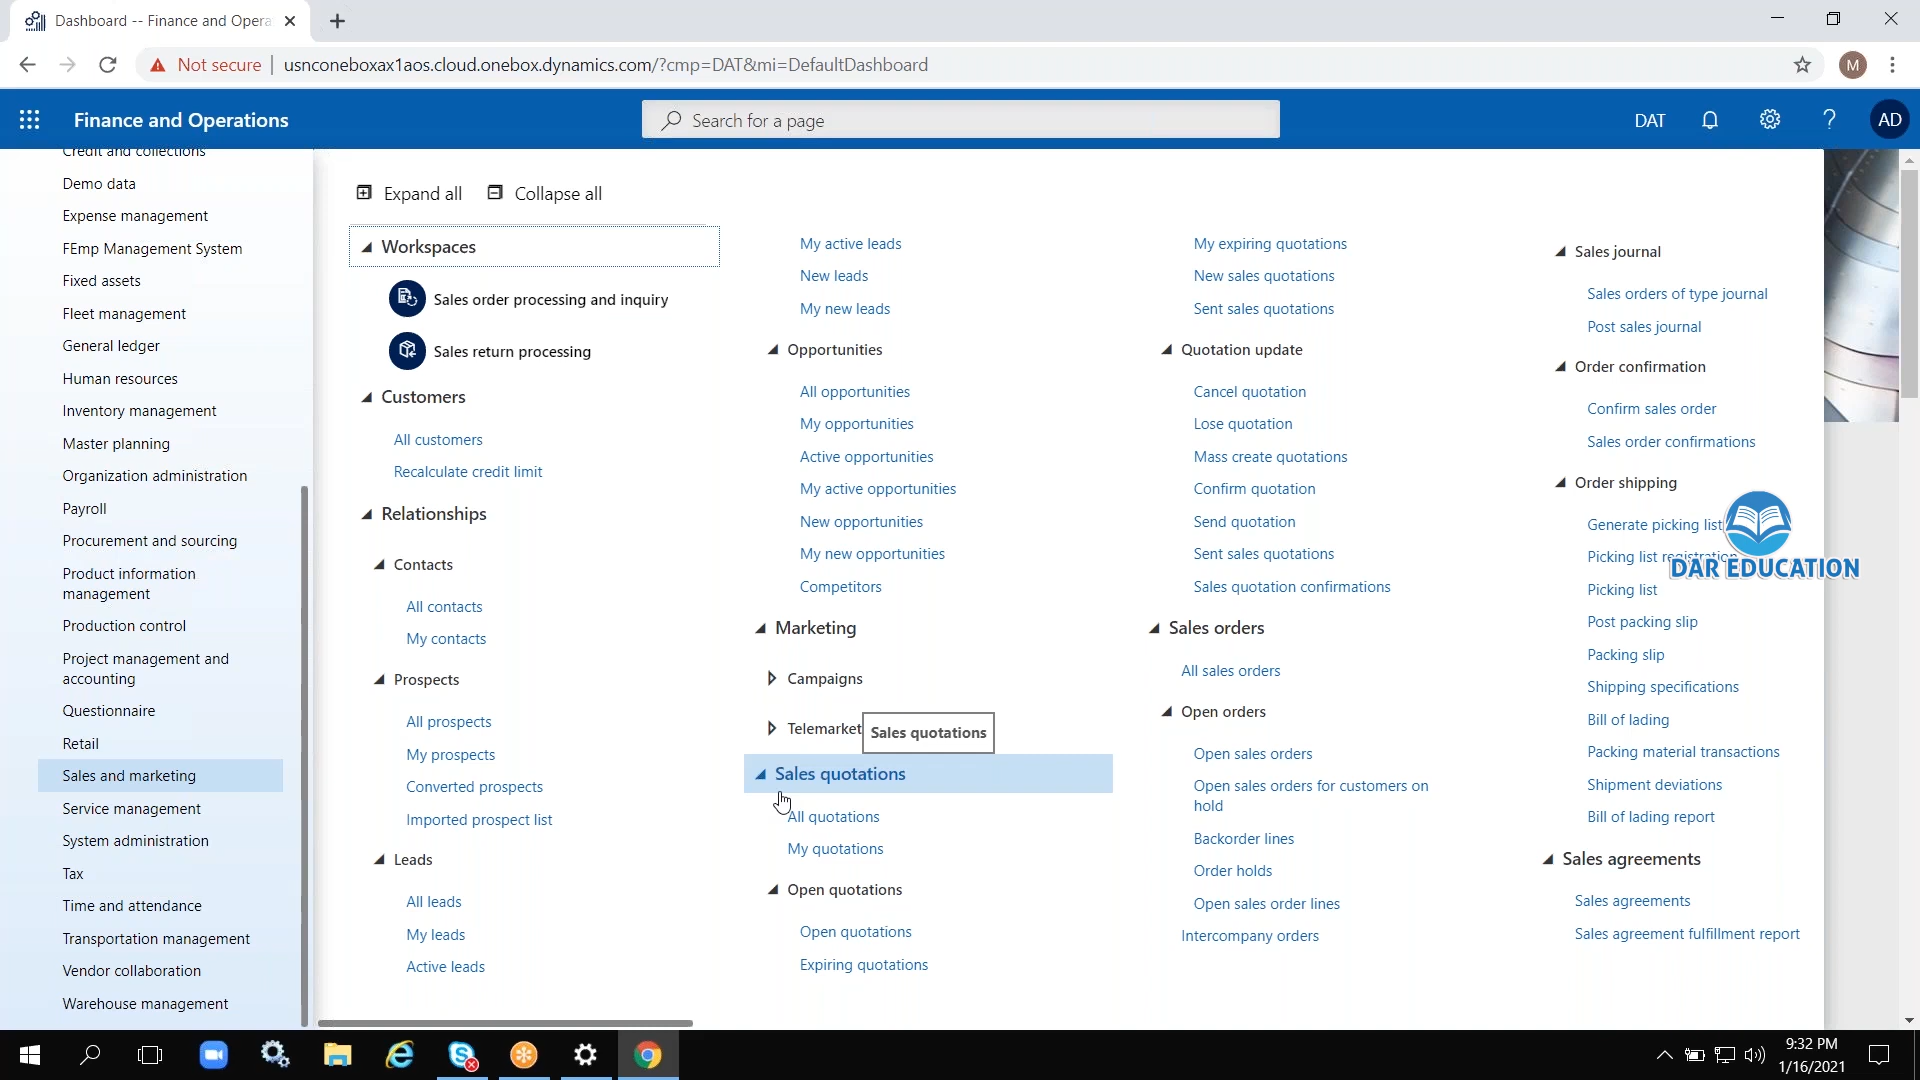 Dashboard -- Finance and Opera
Not secure
usnconeboxax1aos.cloud.onebox.dynamics.com/?cmp=DAT&mi=DefaultDashboard
M
Finance and Operations
Search for a page
DAT
?
AD
Credit and collections
Demo data
Expense management
FEmp Management System
Fixed assets
Fleet management
General ledger
Human resources
Inventory management
Master planning
Organization administration
Payroll
Procurement and sourcing
Product information
management
Production control
Project management and
accounting
Questionnaire
Retail
Sales and marketing
Service management
System administration
Tax
Time and attendance
Transportation management
Vendor collaboration
Warehouse management
Expand all
Collapse all
Workspaces
Sales order processing and inquiry
Sales return processing
Customers
All customers
Recalculate credit limit
Relationships
Contacts
All contacts
My contacts
Prospects
All prospects
My prospects
Converted prospects
Imported prospect list
Leads
All leads
My leads
Active leads
My active leads
New leads
My new leads
Opportunities
All opportunities
My opportunities
Active opportunities
My active opportunities
New opportunities
My new opportunities
Competitors
Marketing
Campaigns
Telemarket
Sales quotations
Sales quotations
All quotations
My quotations
Open quotations
Open quotations
Expiring quotations
My expiring quotations
New sales quotations
Sent sales quotations
Quotation update
Cancel quotation
Lose quotation
Mass create quotations
Confirm quotation
Send quotation
Sent sales quotations
Sales quotation confirmations
Sales orders
All sales orders
Open orders
Open sales orders
Open sales orders for customers on
hold
Backorder lines
Order holds
Open sales order lines
Intercompany orders
Sales journal
Sales orders of type journal
Post sales journal
Order confirmation
Confirm sales order
Sales order confirmations
Order shipping
Generate picking list
Picking list registration
Picking list
Post packing slip
Packing slip
Shipping specifications
Bill of lading
Packing material transactions
Shipment deviations
Bill of lading report
Sales agreements
Sales agreements
Sales agreement fulfillment report
DAR EDUCATION
9:32 PM
1/16/2021